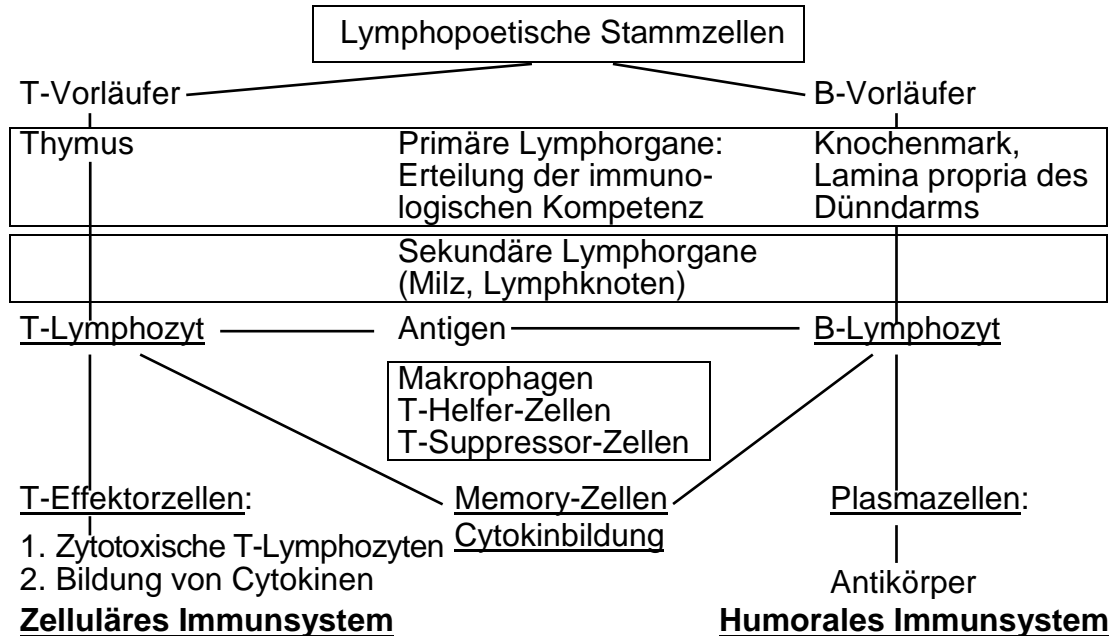 Lymphopoetische Stammzellen
T-Vorläufer
B-Vorläufer
Thymus
Primäre Lymphorgane:
Erteilung der immuno-
logischen Kompetenz
Knochenmark,
Lamina propria des
Dünndarms
Sekundäre Lymphorgane
(Milz, Lymphknoten)
T-Lymphozyt
Antigen
B-Lymphozyt
Makrophagen
T-Helfer-Zellen
T-Suppressor-Zellen
T-Effektorzellen:
1. Zytotoxische T-Lymphozyten
2. Bildung von Cytokinen
Memory-Zellen
Cytokinbildung
Plasmazellen:
Antikörper
Zelluläres Immunsystem
Humorales Immunsystem